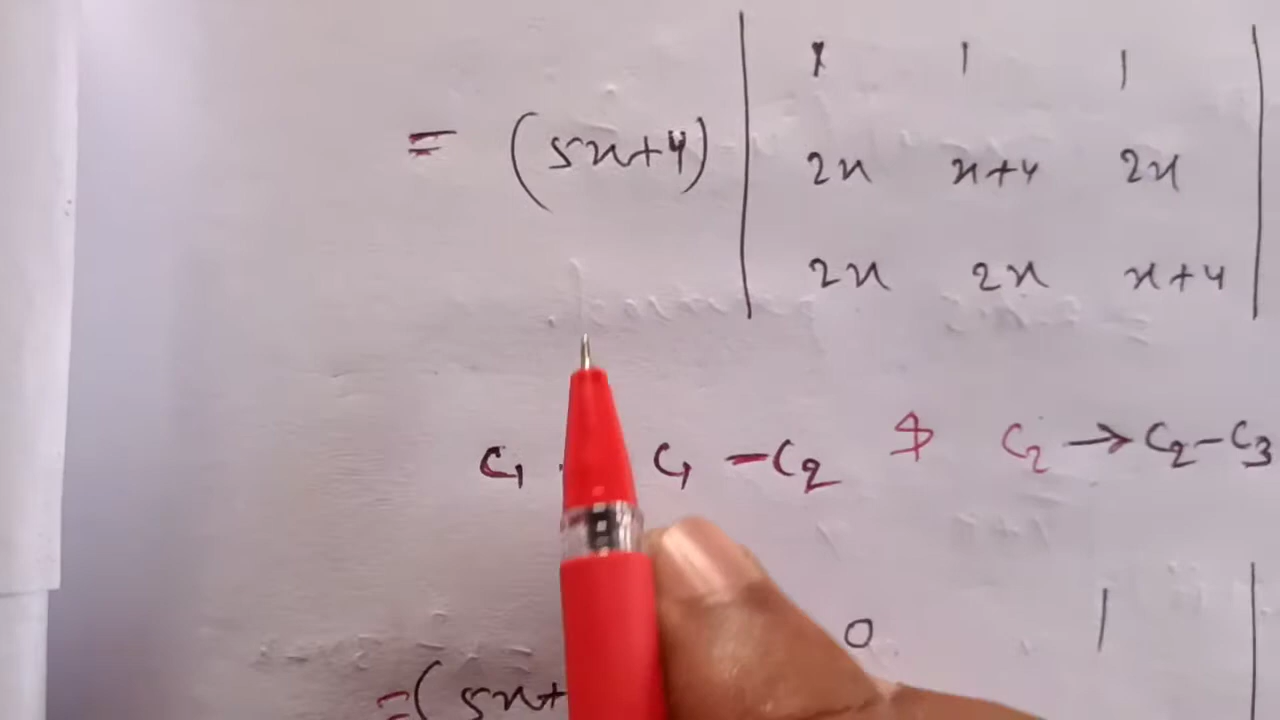 = (5x+4) | 1 1 1 |
2x x+4 2x
2x 2x x+4
C1 C1 -C2 $ C2 → C2-C3
0 1
=(5x+